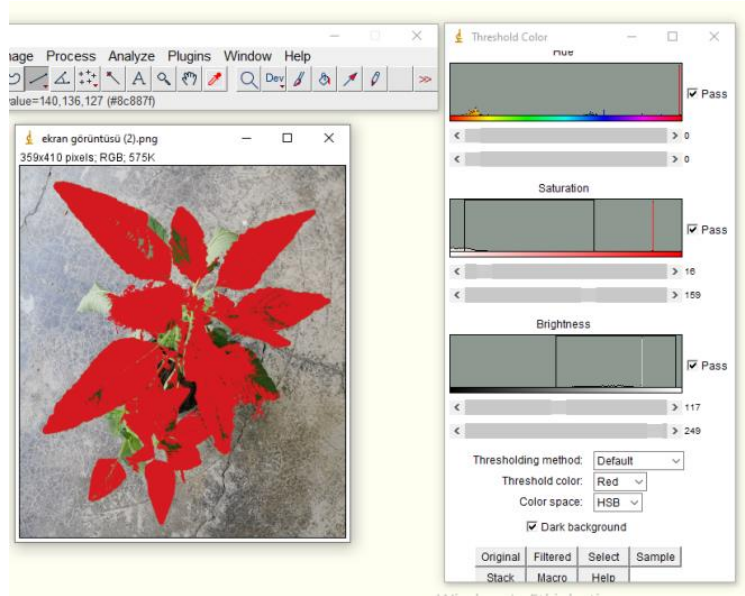 Process Analyze Plugins Window Help
A Dev >>
value=140,136,127 (#8c887f)
ekran görüntüsü (2).png
359x410 pixels; RGB; 575K
Threshold Color
Hue
Pass
0
0
Saturation
Pass
16
159
Brightness
Pass
117
249
Thresholding method: Default
Threshold color: Red
Color space: HSB
Dark background
Original Filtered Select Sample
Stack Macro Help